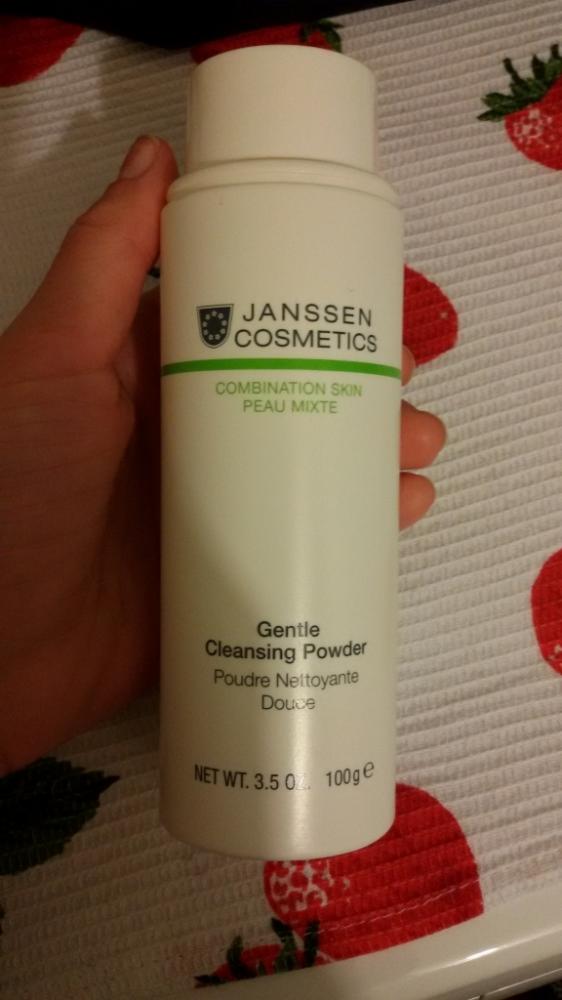 JANSSEN
COSMETICS
COMBINATION SKIN
PEAU MIXTE
Gentle
Cleansing Powder
Poudre Nettoyante
Douce
NET WT. 3.5 OZ. 100g℮